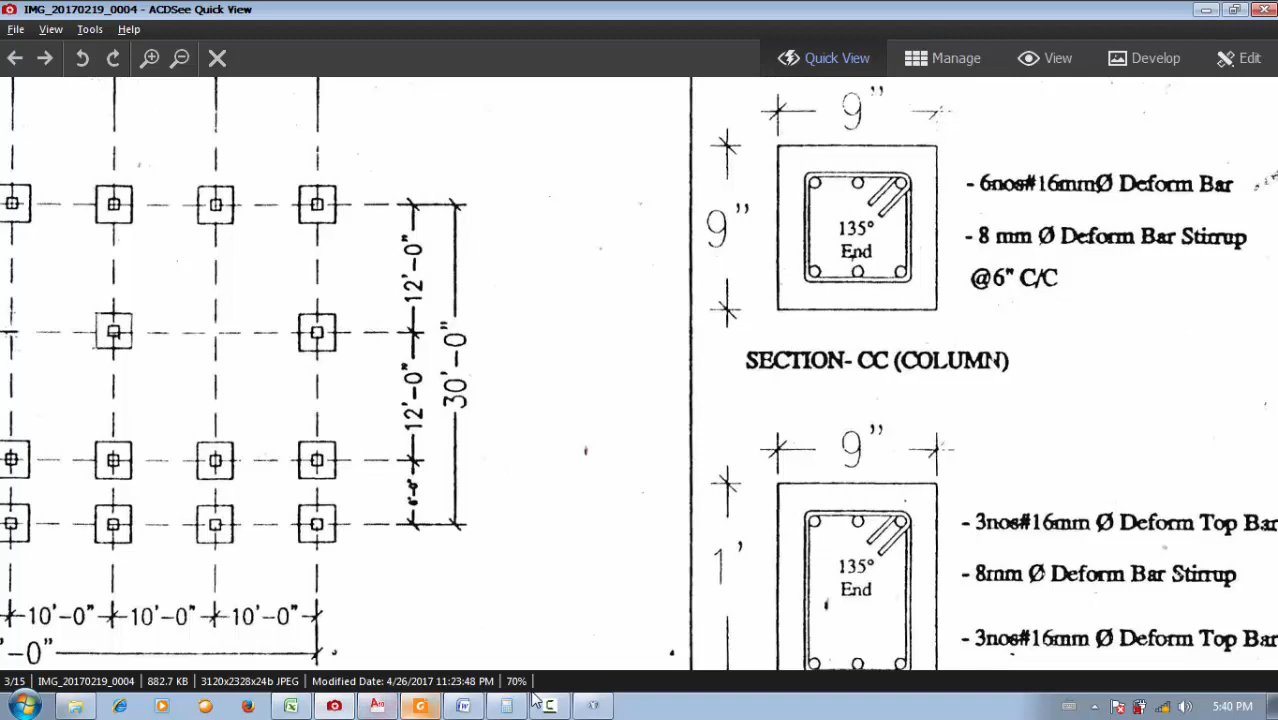 IMG_20170219_0004 - ACDSee Quick View
File View Tools Help
Quick View Manage View Develop Edit
12'-0"
12'-0"
30'-0"
6'-0"
10'-0" 10'-0" 10'-0"
'-0"
9"
9"
135°
End
- 6nos#16mmØ Deform Bar
- 8 mm Ø Deform Bar Stirrup
@6" C/C
SECTION- CC (COLUMN)
9"
1'
135°
End
- 3nos#16mm Ø Deform Top Bar
- 8mm Ø Deform Bar Stirrup
- 3nos#16mm Ø Deform Top Bar
3/15 IMG_20170219_0004 882.7 KB 3120x2328x24b JPEG Modified Date: 4/26/2017 11:23:48 PM 70%
EN 5:40 PM